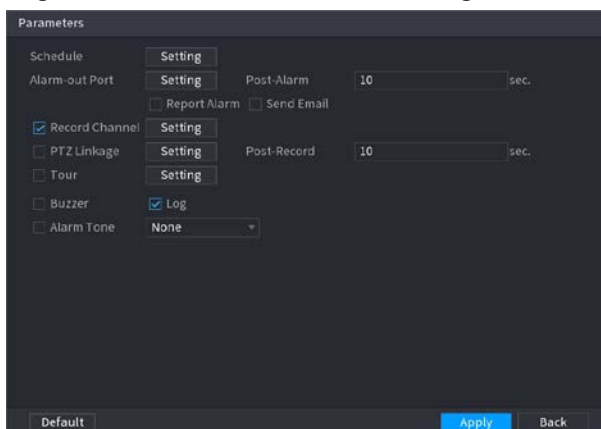 Parameters
Schedule Setting
Alarm-out Port Setting Post-Alarm 10 sec.
Report Alarm Send Email
Record Channel Setting
PTZ Linkage Setting Post-Record 10 sec.
Tour Setting
Buzzer Log
Alarm Tone None
Default Apply Back